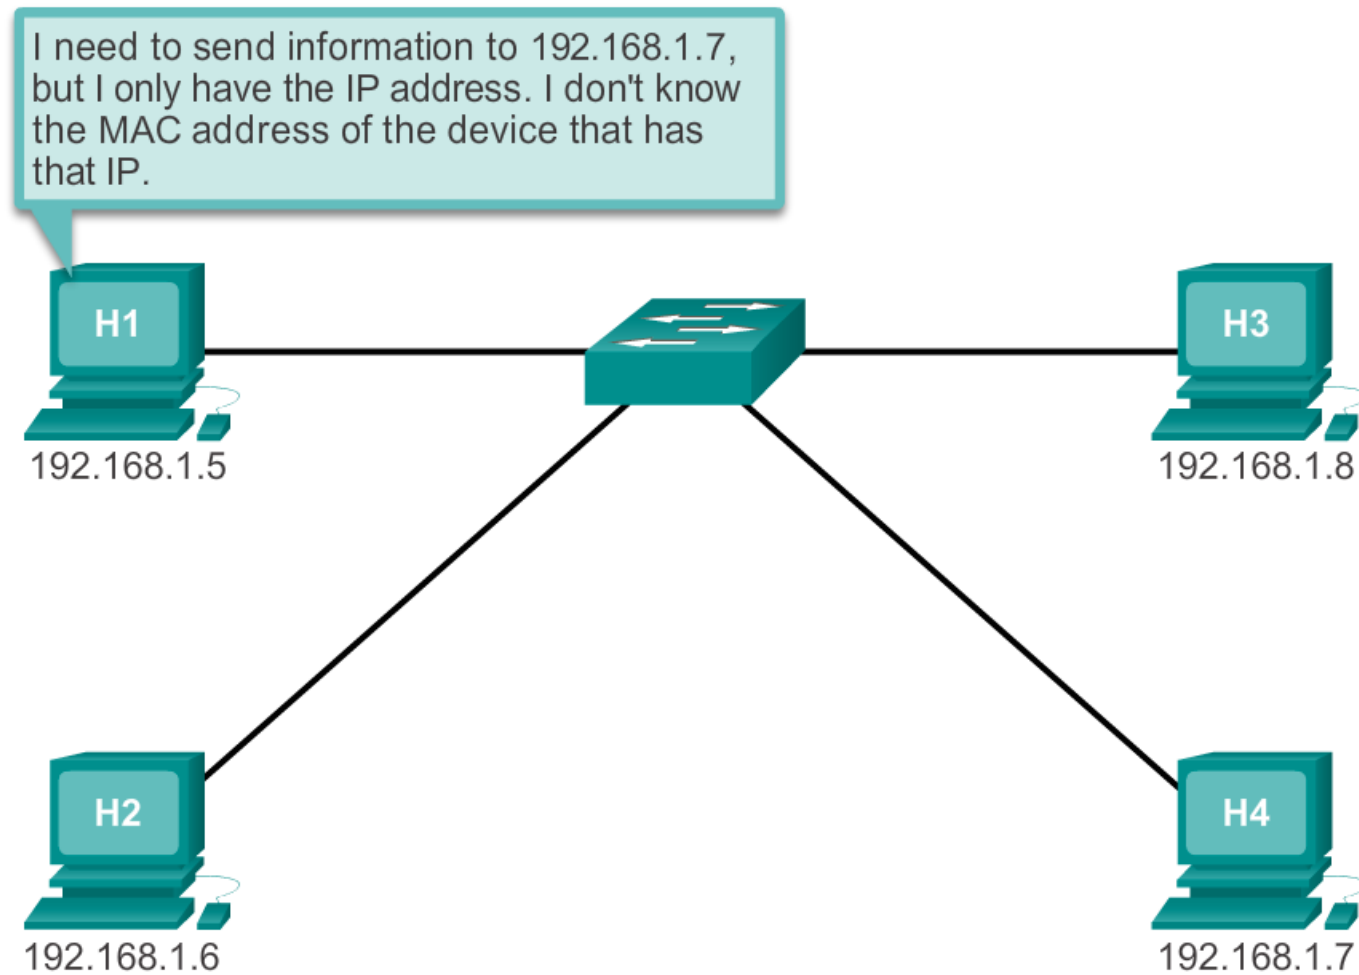 I need to send information to 192.168.1.7,
but I only have the IP address. I don't know
the MAC address of the device that has
that IP.
H1
H3
192.168.1.5
192.168.1.8
H2
H4
192.168.1.6
192.168.1.7